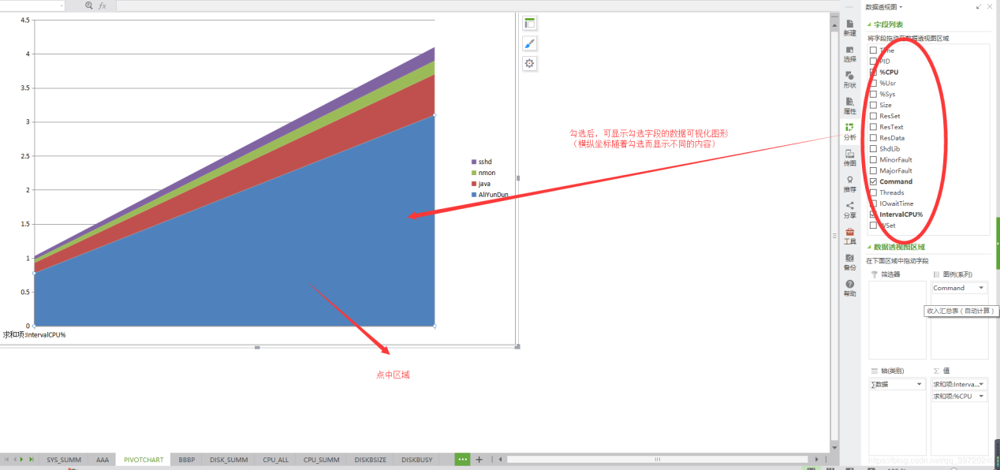 fx
数据透视图
4.5
4
3.5
3
2.5
2
1.5
1
0.5
0
求和项:IntervalCPU%
sshd
nmon
java
AliYunDun
勾选后，可显示勾选字段的数据可视化图形
（横纵坐标随着勾选而显示不同的内容）
点中区域
新建
选择
形状
属性
分析
传图
推荐
分享
工具
备份
帮助
字段列表
将字段拖动至数据透视图区域
Time
PID
%CPU
%Usr
%Sys
Size
ResSet
ResText
ResData
ShdLib
MinorFault
MajorFault
Command
Threads
IOwaitTime
IntervalCPU%
WSet
数据透视图区域
在下面区域中拖动字段
筛选器
图例(系列)
Command
收入汇总表（自动计算）
轴(类别)
Σ 值
∑数据
求和项:Interva...
求和项:%CPU
SYS_SUMM
AAA
PIVOTCHART
BBBP
DISK_SUMM
CPU_ALL
CPU_SUMM
DISKBSIZE
DISKBUSY